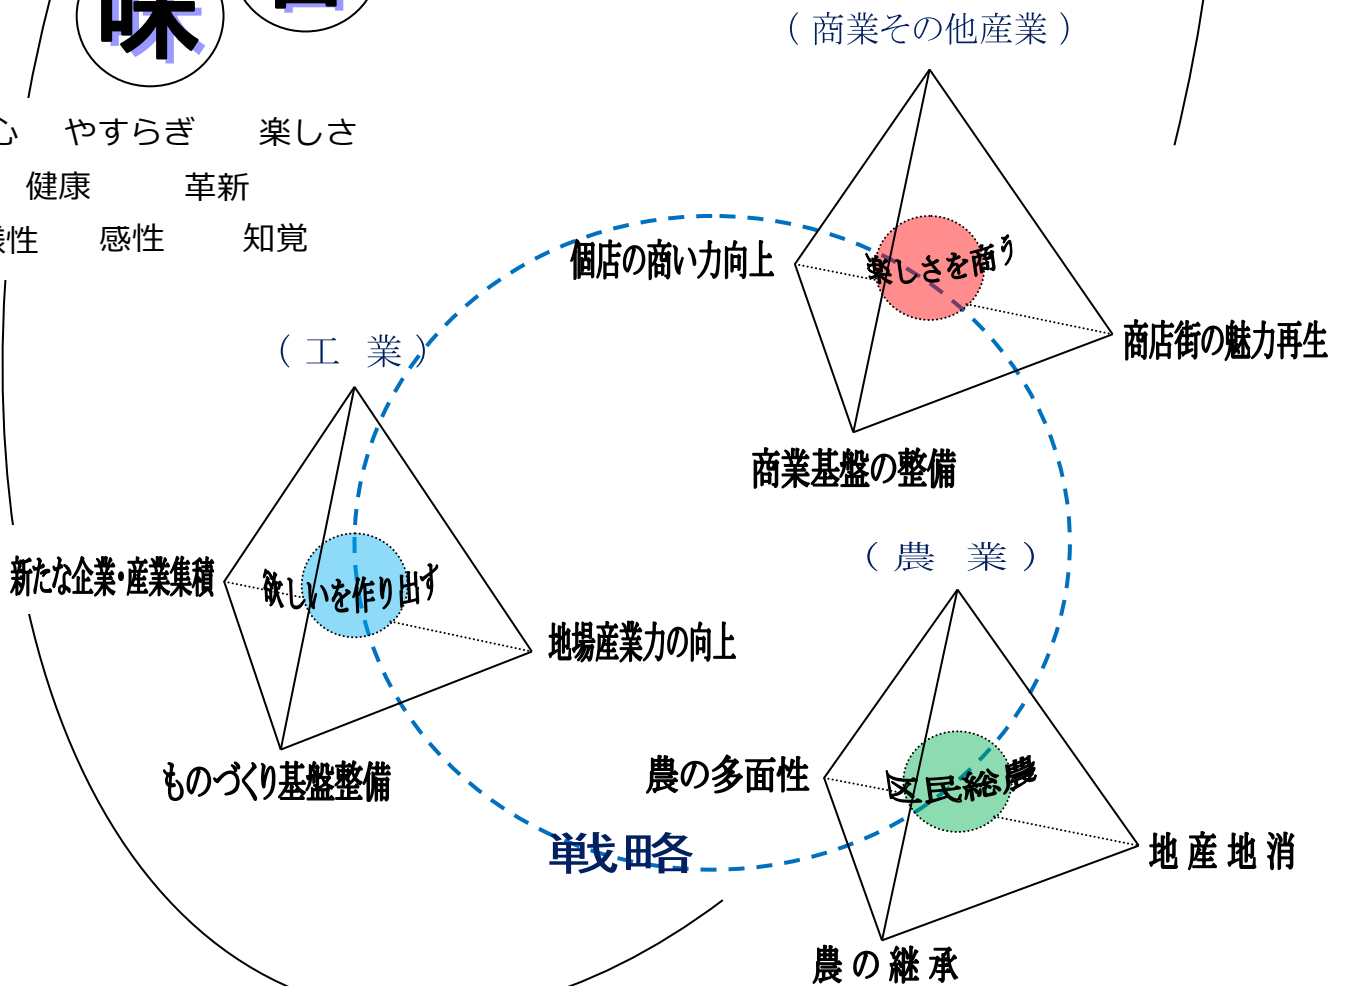 味
（ 商業その他産業 ）
やすらぎ 楽しさ
健康 革新
性 感性 知覚
個店の商い力向上
楽しさを商う
商店街の魅力再生
（ 工 業 ）
商業基盤の整備
（ 農 業 ）
新たな企業・産業集積
欲しいを作り出す
地場産業力の向上
ものづくり基盤整備
農の多面性
区民総農
戦略
地 産 地 消
農 の 継 承